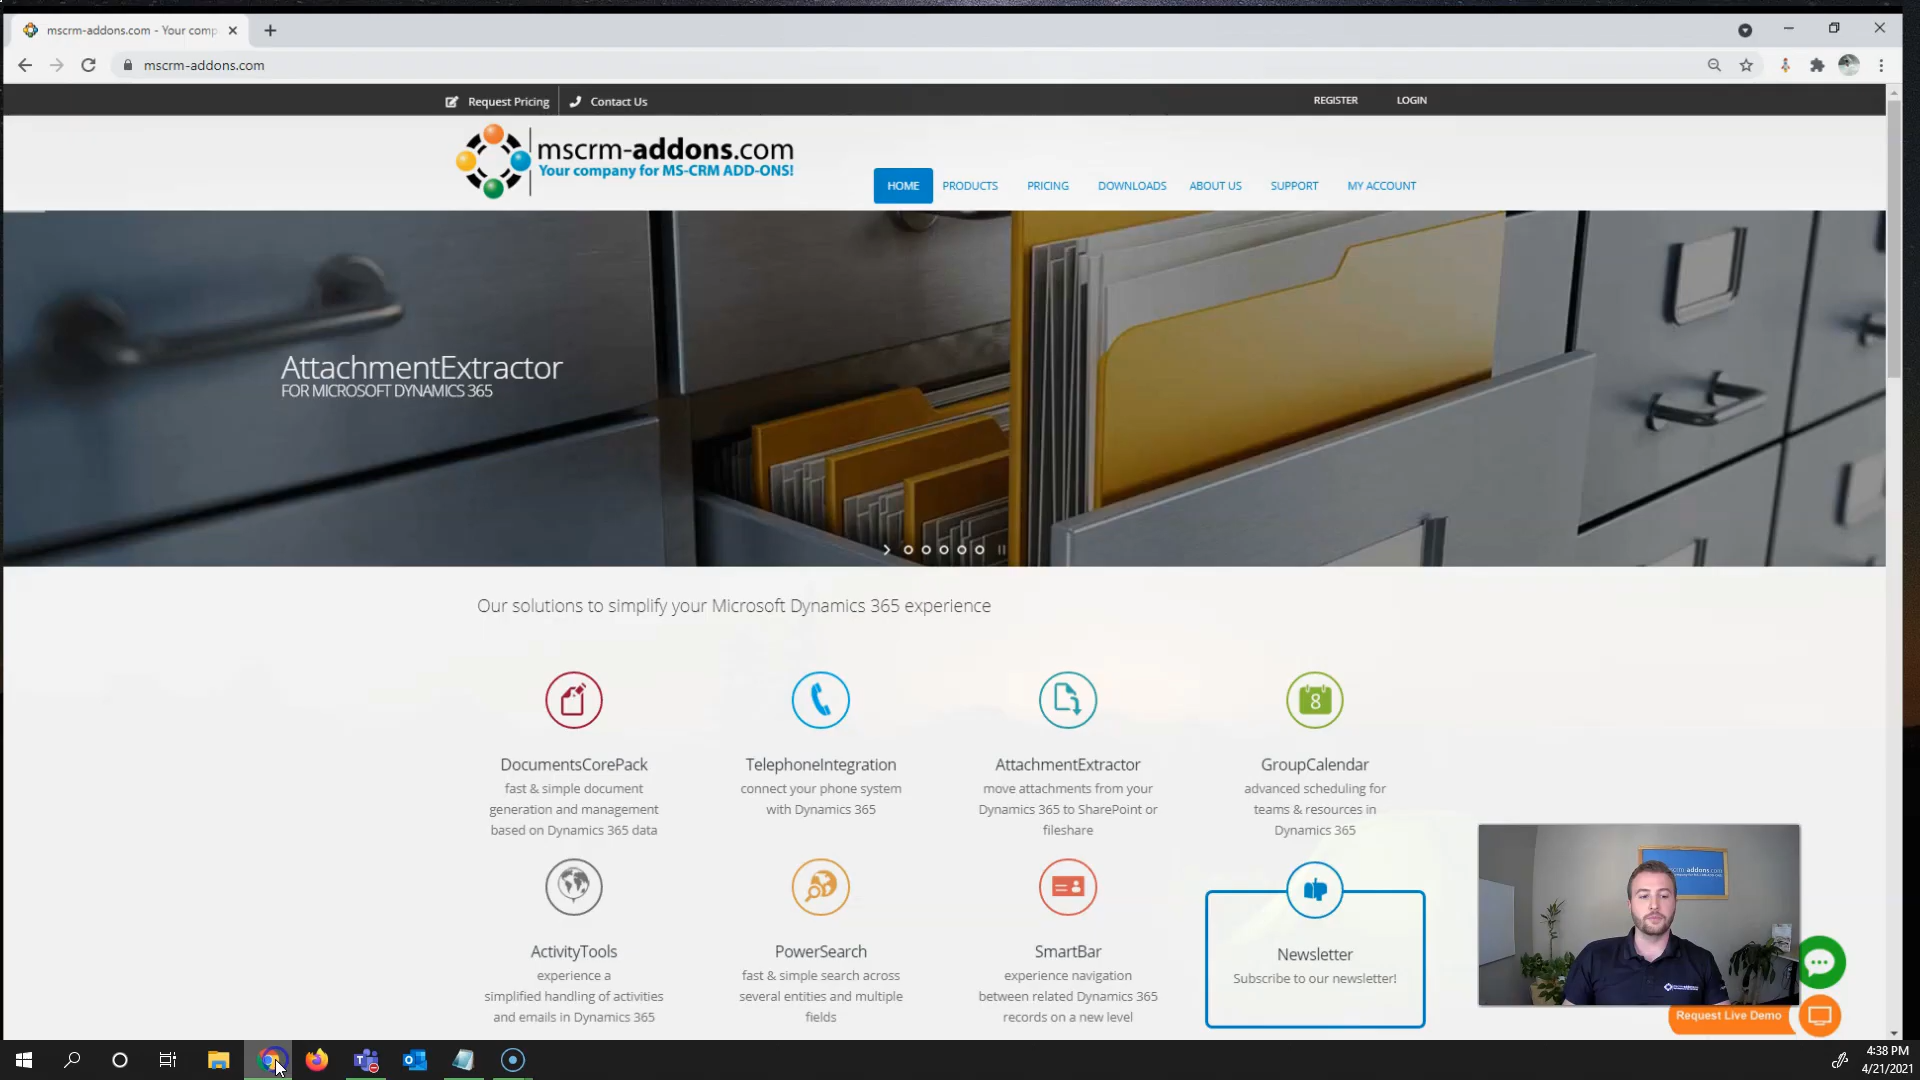 mscrm-addons.com - Your comp
mscrm-addons.com
Request Pricing
Contact Us
REGISTER
LOGIN
mscrm-addons.com
Your company for MS-CRM ADD-ONS!
HOME
PRODUCTS
PRICING
DOWNLOADS
ABOUT US
SUPPORT
MY ACCOUNT
AttachmentExtractor
FOR MICROSOFT DYNAMICS 365
Our solutions to simplify your Microsoft Dynamics 365 experience
8
DocumentsCorePack
fast & simple document
generation and management
based on Dynamics 365 data
TelephoneIntegration
connect your phone system
with Dynamics 365
AttachmentExtractor
move attachments from your
Dynamics 365 to SharePoint or
fileshare
GroupCalendar
advanced scheduling for
teams & resources in
Dynamics 365
ActivityTools
experience a
simplified handling of activities
and emails in Dynamics 365
PowerSearch
fast & simple search across
several entities and multiple
fields
SmartBar
experience navigation
between related Dynamics 365
records on a new level
Newsletter
Subscribe to our newsletter!
Request Live Demo
4:38 PM
4/21/2021